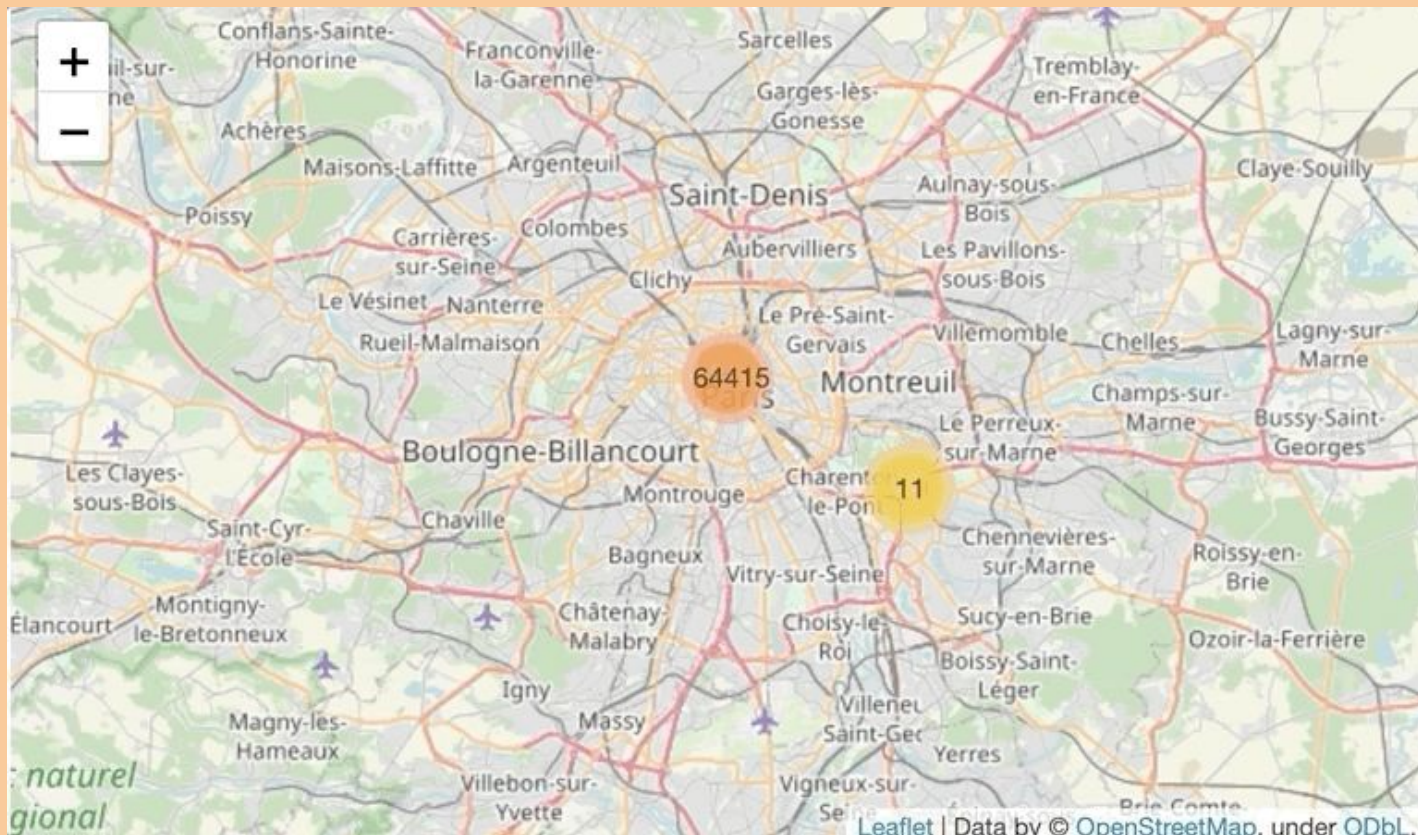 +
−
Conflans-Sainte-
Honorine
Franconville-
la-Garenne
Sarcelles
Tremblay-
en-France
Garges-lès-
Gonesse
Achères
Maisons-Laffitte
Argenteuil
Claye-Souilly
Saint-Denis
Aulnay-sous-
Bois
Poissy
Colombes
Carrières-
sur-Seine
Aubervilliers
Les Pavillons-
sous-Bois
Clichy
Le Vésinet
Nanterre
Le Pré-Saint-
Gervais
Villemomble
Chelles
Lagny-sur-
Marne
Rueil-Malmaison
64415
Paris
Montreuil
Champs-sur-
Marne
Bussy-Saint-
Georges
Le Perreux-
sur-Marne
Boulogne-Billancourt
Les Clayes-
sous-Bois
Montrouge
11
Saint-Cyr-
l'École
Chaville
Bagneux
Vitry-sur-Seine
Chennevières-
sur-Marne
Roissy-en-
Brie
Élancourt
Montigny-
le-Bretonneux
Châtenay-
Malabry
Choisy-le-
Roi
Sucy-en-Brie
Ozoir-la-Ferrière
Boissy-Saint-
Léger
Igny
Massy
Magny-les-
Hameaux
Yerres
Villebon-sur-
Yvette
Vigneux-sur-
naturel
Leaflet | Data by © OpenStreetMap, under ODbL.